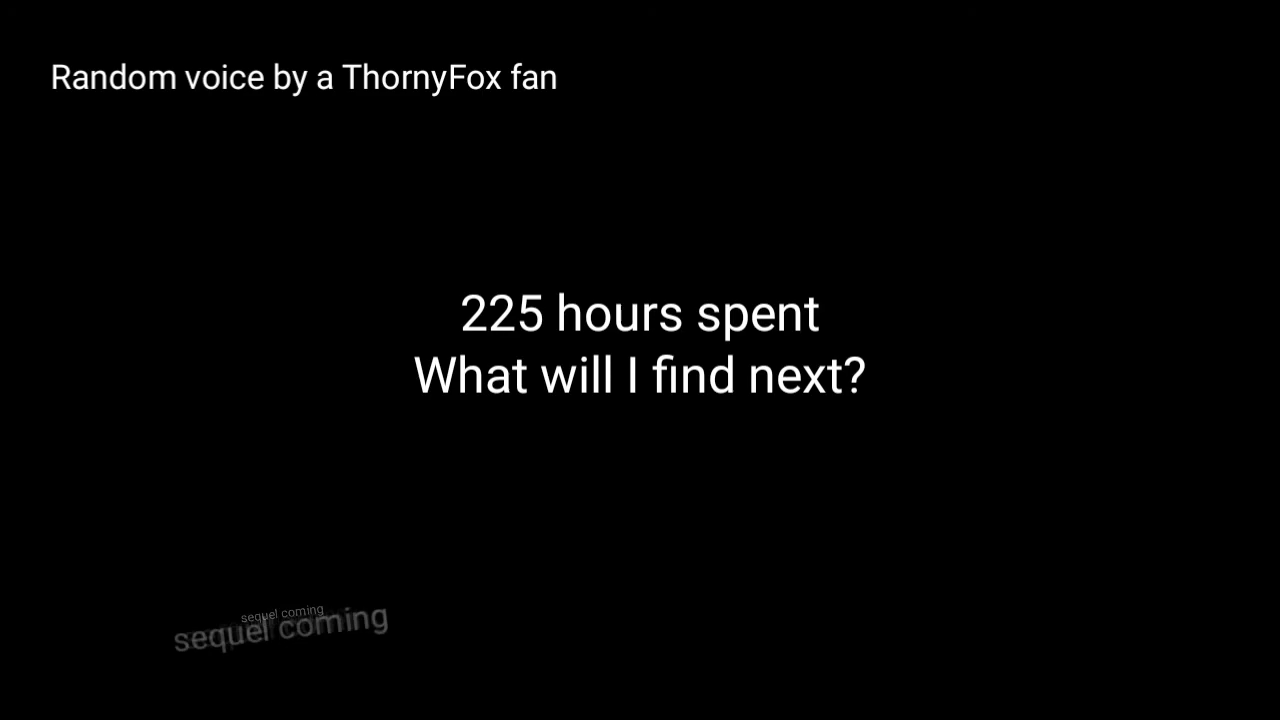 Random voice by a ThornyFox fan
225 hours spent
What will I find next?
sequel coming
sequel coming